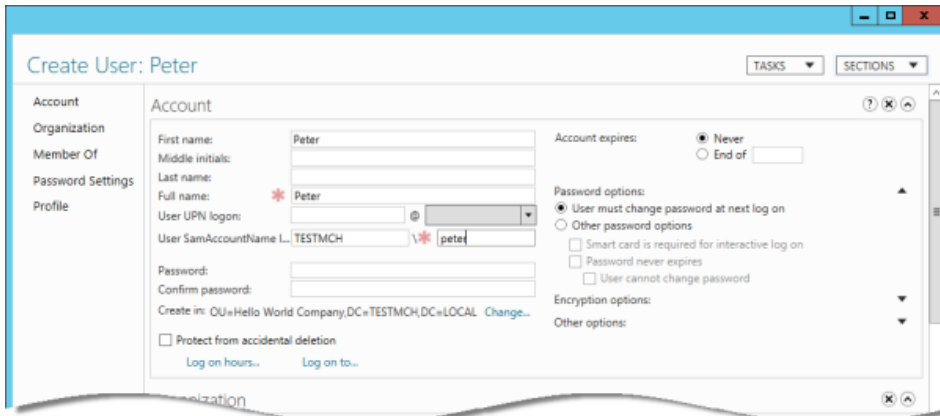 Create User: Peter
TASKS
SECTIONS
Account
Organization
Member Of
Password Settings
Profile
Account
First name: Peter
Middle initials:
Last name:
Full name: * Peter
User UPN logon: @
User SamAccountName l... TESTMCH \* peter
Password:
Confirm password:
Create in: OU=Hello World Company,DC=TESTMCH,DC=LOCAL Change...
Protect from accidental deletion
Log on hours... Log on to...
Account expires: Never
End of
Password options:
User must change password at next log on
Other password options
Smart card is required for interactive log on
Password never expires
User cannot change password
Encryption options:
Other options: